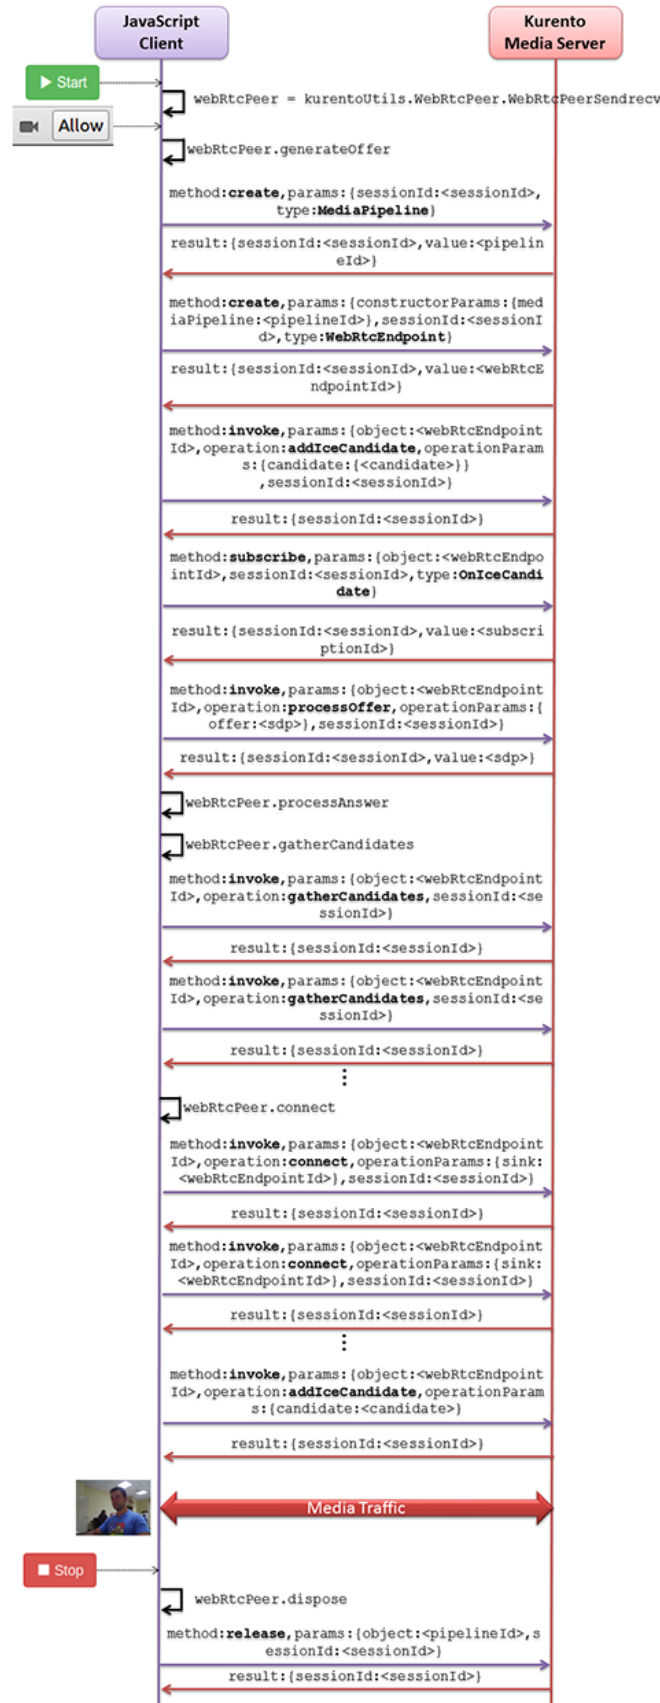 JavaScript
Client
Kurento
Media Server
Start
webRtcPeer = kurentoUtils.WebRtcPeer.WebRtcPeerSendrecv
Allow
webRtcPeer.generateOffer
method:create,params:{sessionId:<sessionId>,
type:MediaPipeline}
result:{sessionId:<sessionId>,value:<pipelin
eId>}
method:create,params:{constructorParams:{med
iaPipeline:<pipelineId>},sessionId:<sessionI
d>,type:WebRtcEndpoint}
result:{sessionId:<sessionId>,value:<webRtcE
ndpointId>}
method:invoke,params:{object:<webRtcEndpoint
Id>,operation:addIceCandidate,operationParam
s:{candidate:{<candidate>}}
,sessionId:<sessionId>}
result:{sessionId:<sessionId>}
method:subscribe,params:{object:<webRtcEndpo
intId>,sessionId:<sessionId>,type:OnIceCandi
date}
result:{sessionId:<sessionId>,value:<subscri
ptionId>}
method:invoke,params:{object:<webRtcEndpoint
Id>,operation:processOffer,operationParams:{
offer:<sdp>},sessionId:<sessionId>}
result:{sessionId:<sessionId>,value:<sdp>}
webRtcPeer.processAnswer
webRtcPeer.gatherCandidates
method:invoke,params:{object:<webRtcEndpoint
Id>,operation:gatherCandidates,sessionId:<se
ssionId>}
result:{sessionId:<sessionId>}
method:invoke,params:{object:<webRtcEndpoint
Id>,operation:gatherCandidates,sessionId:<se
ssionId>}
result:{sessionId:<sessionId>}
⋮
webRtcPeer.connect
method:invoke,params:{object:<webRtcEndpoint
Id>,operation:connect,operationParams:{sink:
<webRtcEndpointId>},sessionId:<sessionId>}
result:{sessionId:<sessionId>}
method:invoke,params:{object:<webRtcEndpoint
Id>,operation:connect,operationParams:{sink:
<webRtcEndpointId>},sessionId:<sessionId>}
result:{sessionId:<sessionId>}
⋮
method:invoke,params:{object:<webRtcEndpoint
Id>,operation:addIceCandidate,operationParam
s:{candidate:<candidate>}
result:{sessionId:<sessionId>}
Media Traffic
Stop
webRtcPeer.dispose
method:release,params:{object:<pipelineId>,s
essionId:<sessionId>}
result:{sessionId:<sessionId>}